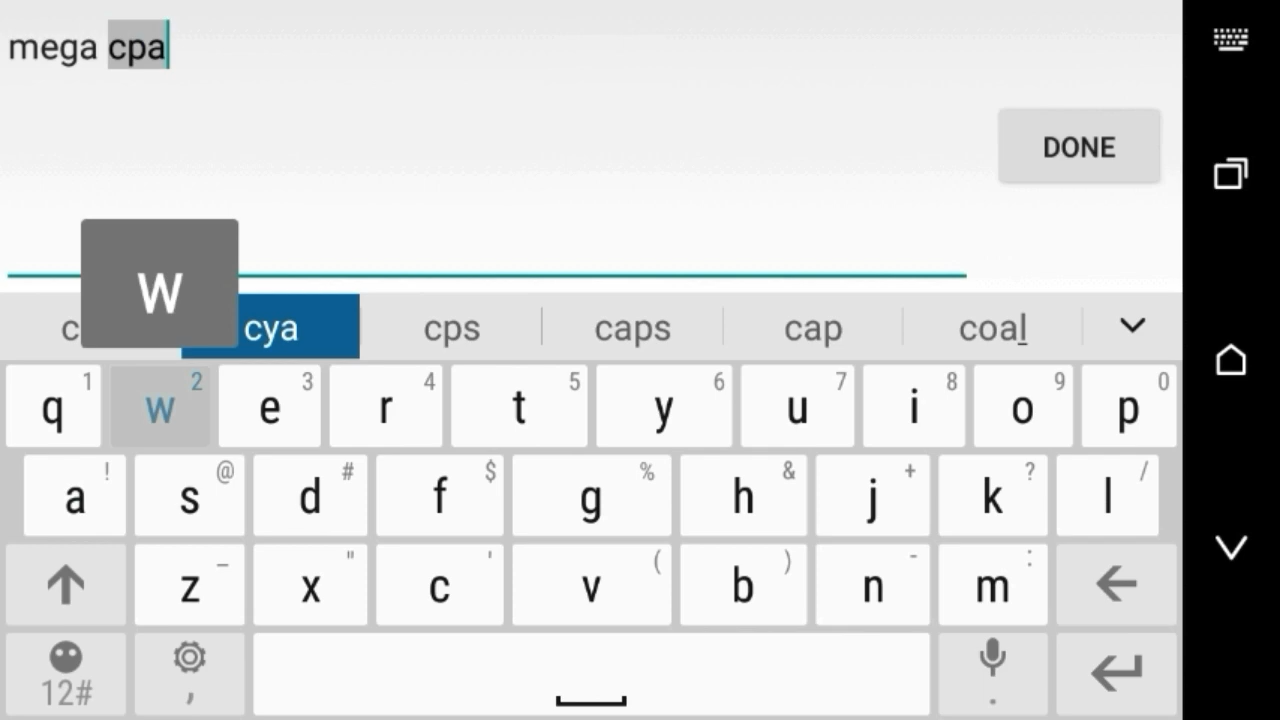 mega cpa
DONE
W
c cya cps caps cap coal
q 1 w 2 e 3 r 4 t 5 y 6 u 7 i 8 o 9 p 0
a ! s @ d # f $ g % h & j + k ? l /
z _ x " c ' v ( b ) n - m :
12# , .